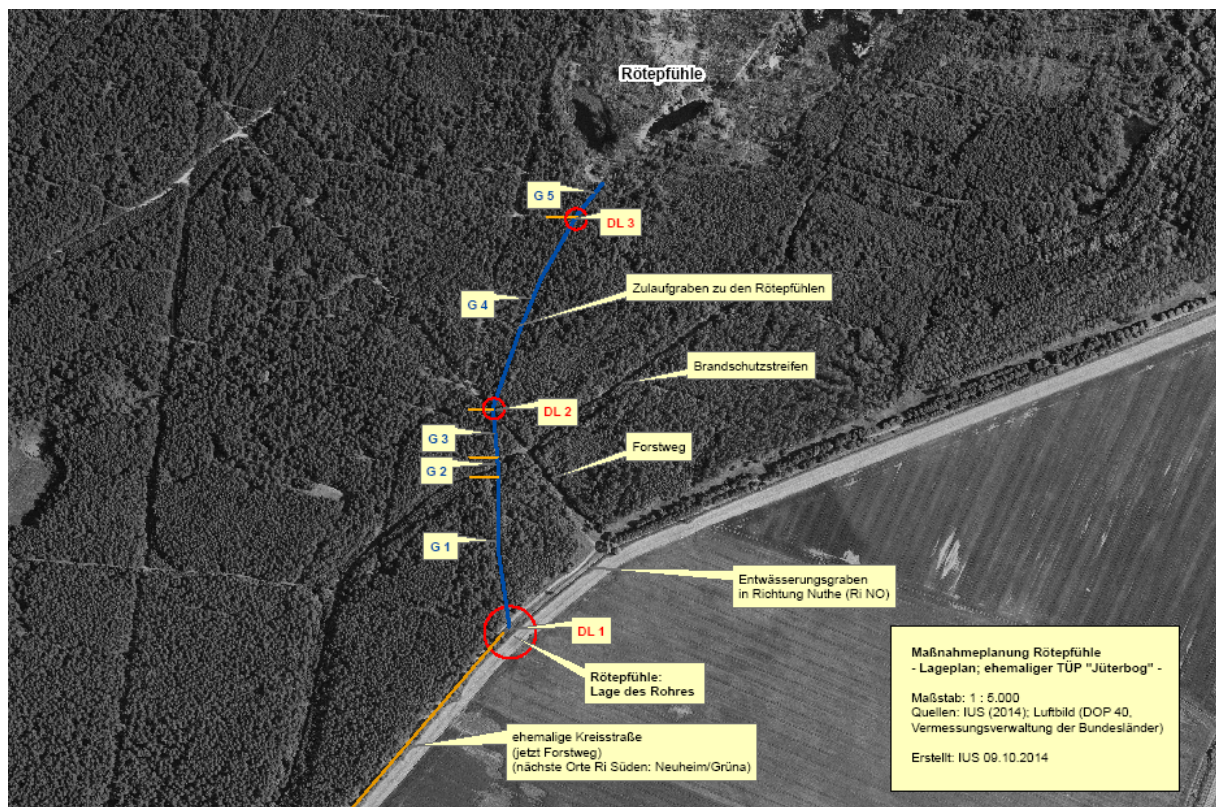 Rötepfühle
G 5
DL 3
Zulaufgraben zu den Rötepfühlen
G 4
Brandschutzstreifen
DL 2
G 3
Forstweg
G 2
G 1
Entwässerungsgraben
in Richtung Nuthe (Ri NO)
DL 1
Rötepfühle:
Lage des Rohres
ehemalige Kreisstraße
(jetzt Forstweg)
(nächste Orte Ri Süden: Neuheim/Grüna)
Maßnahmeplanung Rötepfühle
- Lageplan; ehemaliger TÜP "Jüterbog" -
Maßstab: 1 : 5.000
Quellen: IUS (2014); Luftbild (DOP 40,
Vermessungsverwaltung der Bundesländer)
Erstellt: IUS 09.10.2014